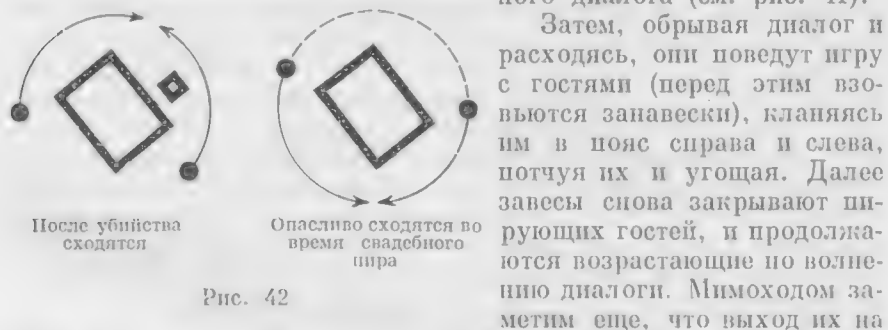 После убийства
сходятся
Опасливо сходятся во
время свадебного
пира
Рис. 42
ного диалога (см. рис. 41).
Затем, обрывая диалог и
расходясь, они поведут игру
с гостями (перед этим взо-
вьются занавески), кланяясь
им в пояс справа и слева,
потчуя их и угощая. Далее
завесы снова закрывают пи-
рующих гостей, и продолжа-
ются возрастающие по волне-
нию диалоги. Мимоходом за-
метим еще, что выход их на